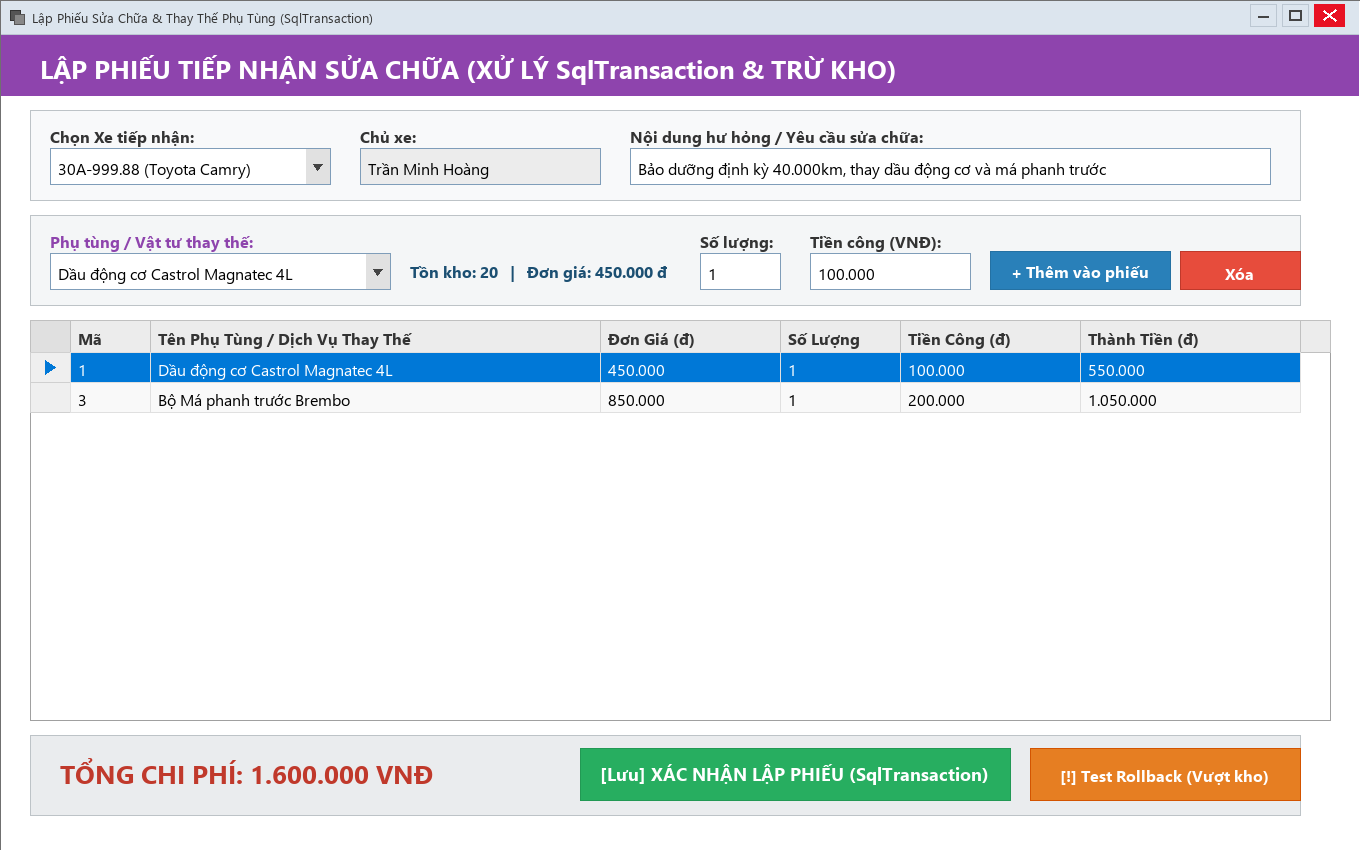 Lập Phiếu Sửa Chữa & Thay Thế Phụ Tùng (SqlTransaction)
LẬP PHIẾU TIẾP NHẬN SỬA CHỮA (XỬ LÝ SqlTransaction & TRỪ KHO)
Chọn Xe tiếp nhận: Chủ xe: Nội dung hư hỏng / Yêu cầu sửa chữa:
30A-999.88 (Toyota Camry) Trần Minh Hoàng Bảo dưỡng định kỳ 40.000km, thay dầu động cơ và má phanh trước
Phụ tùng / Vật tư thay thế: Số lượng: Tiền công (VNĐ):
Dầu động cơ Castrol Magnatec 4L Tồn kho: 20 | Đơn giá: 450.000 đ 1 100.000 + Thêm vào phiếu Xóa
Mã Tên Phụ Tùng / Dịch Vụ Thay Thế Đơn Giá (đ) Số Lượng Tiền Công (đ) Thành Tiền (đ)
1 Dầu động cơ Castrol Magnatec 4L 450.000 1 100.000 550.000
3 Bộ Má phanh trước Brembo 850.000 1 200.000 1.050.000
TỔNG CHI PHÍ: 1.600.000 VNĐ [Lưu] XÁC NHẬN LẬP PHIẾU (SqlTransaction) [!] Test Rollback (Vượt kho)